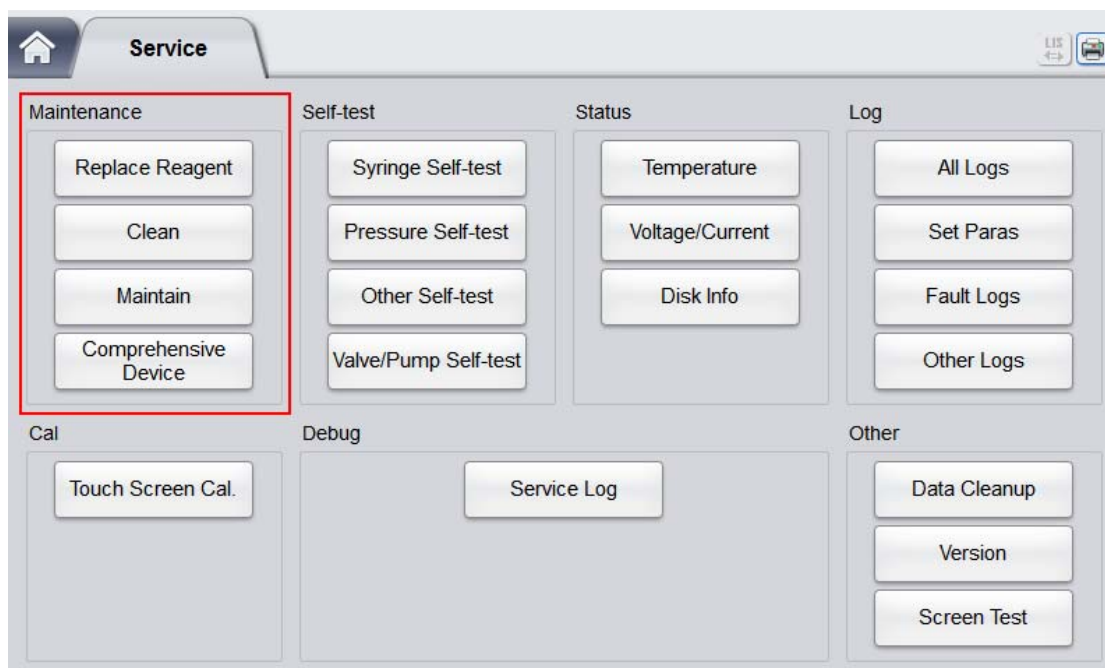 Service
LIS
Maintenance
Replace Reagent
Clean
Maintain
Comprehensive
Device
Self-test
Syringe Self-test
Pressure Self-test
Other Self-test
Valve/Pump Self-test
Status
Temperature
Voltage/Current
Disk Info
Log
All Logs
Set Paras
Fault Logs
Other Logs
Cal
Touch Screen Cal.
Debug
Service Log
Other
Data Cleanup
Version
Screen Test